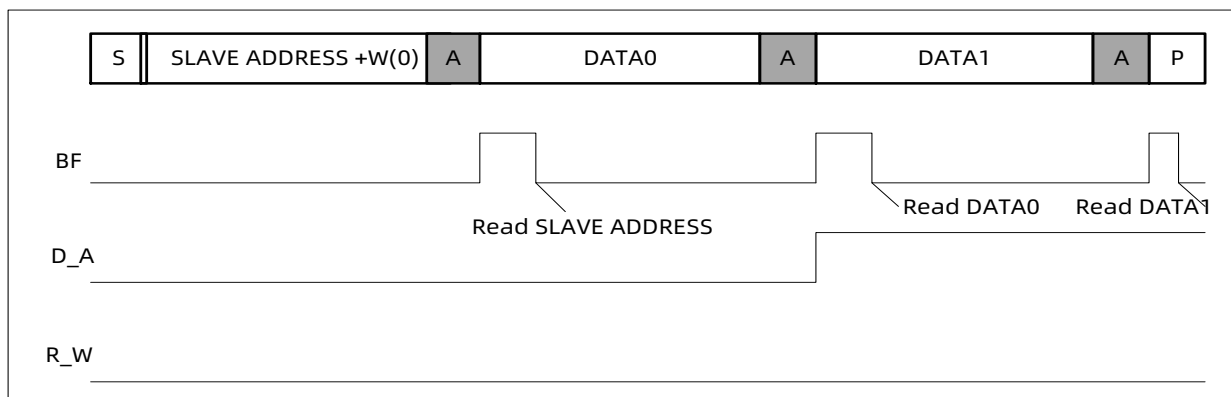 S SLAVE ADDRESS +W(0) A DATA0 A DATA1 A P
BF
Read SLAVE ADDRESS
Read DATA0
Read DATA1
D_A
R_W